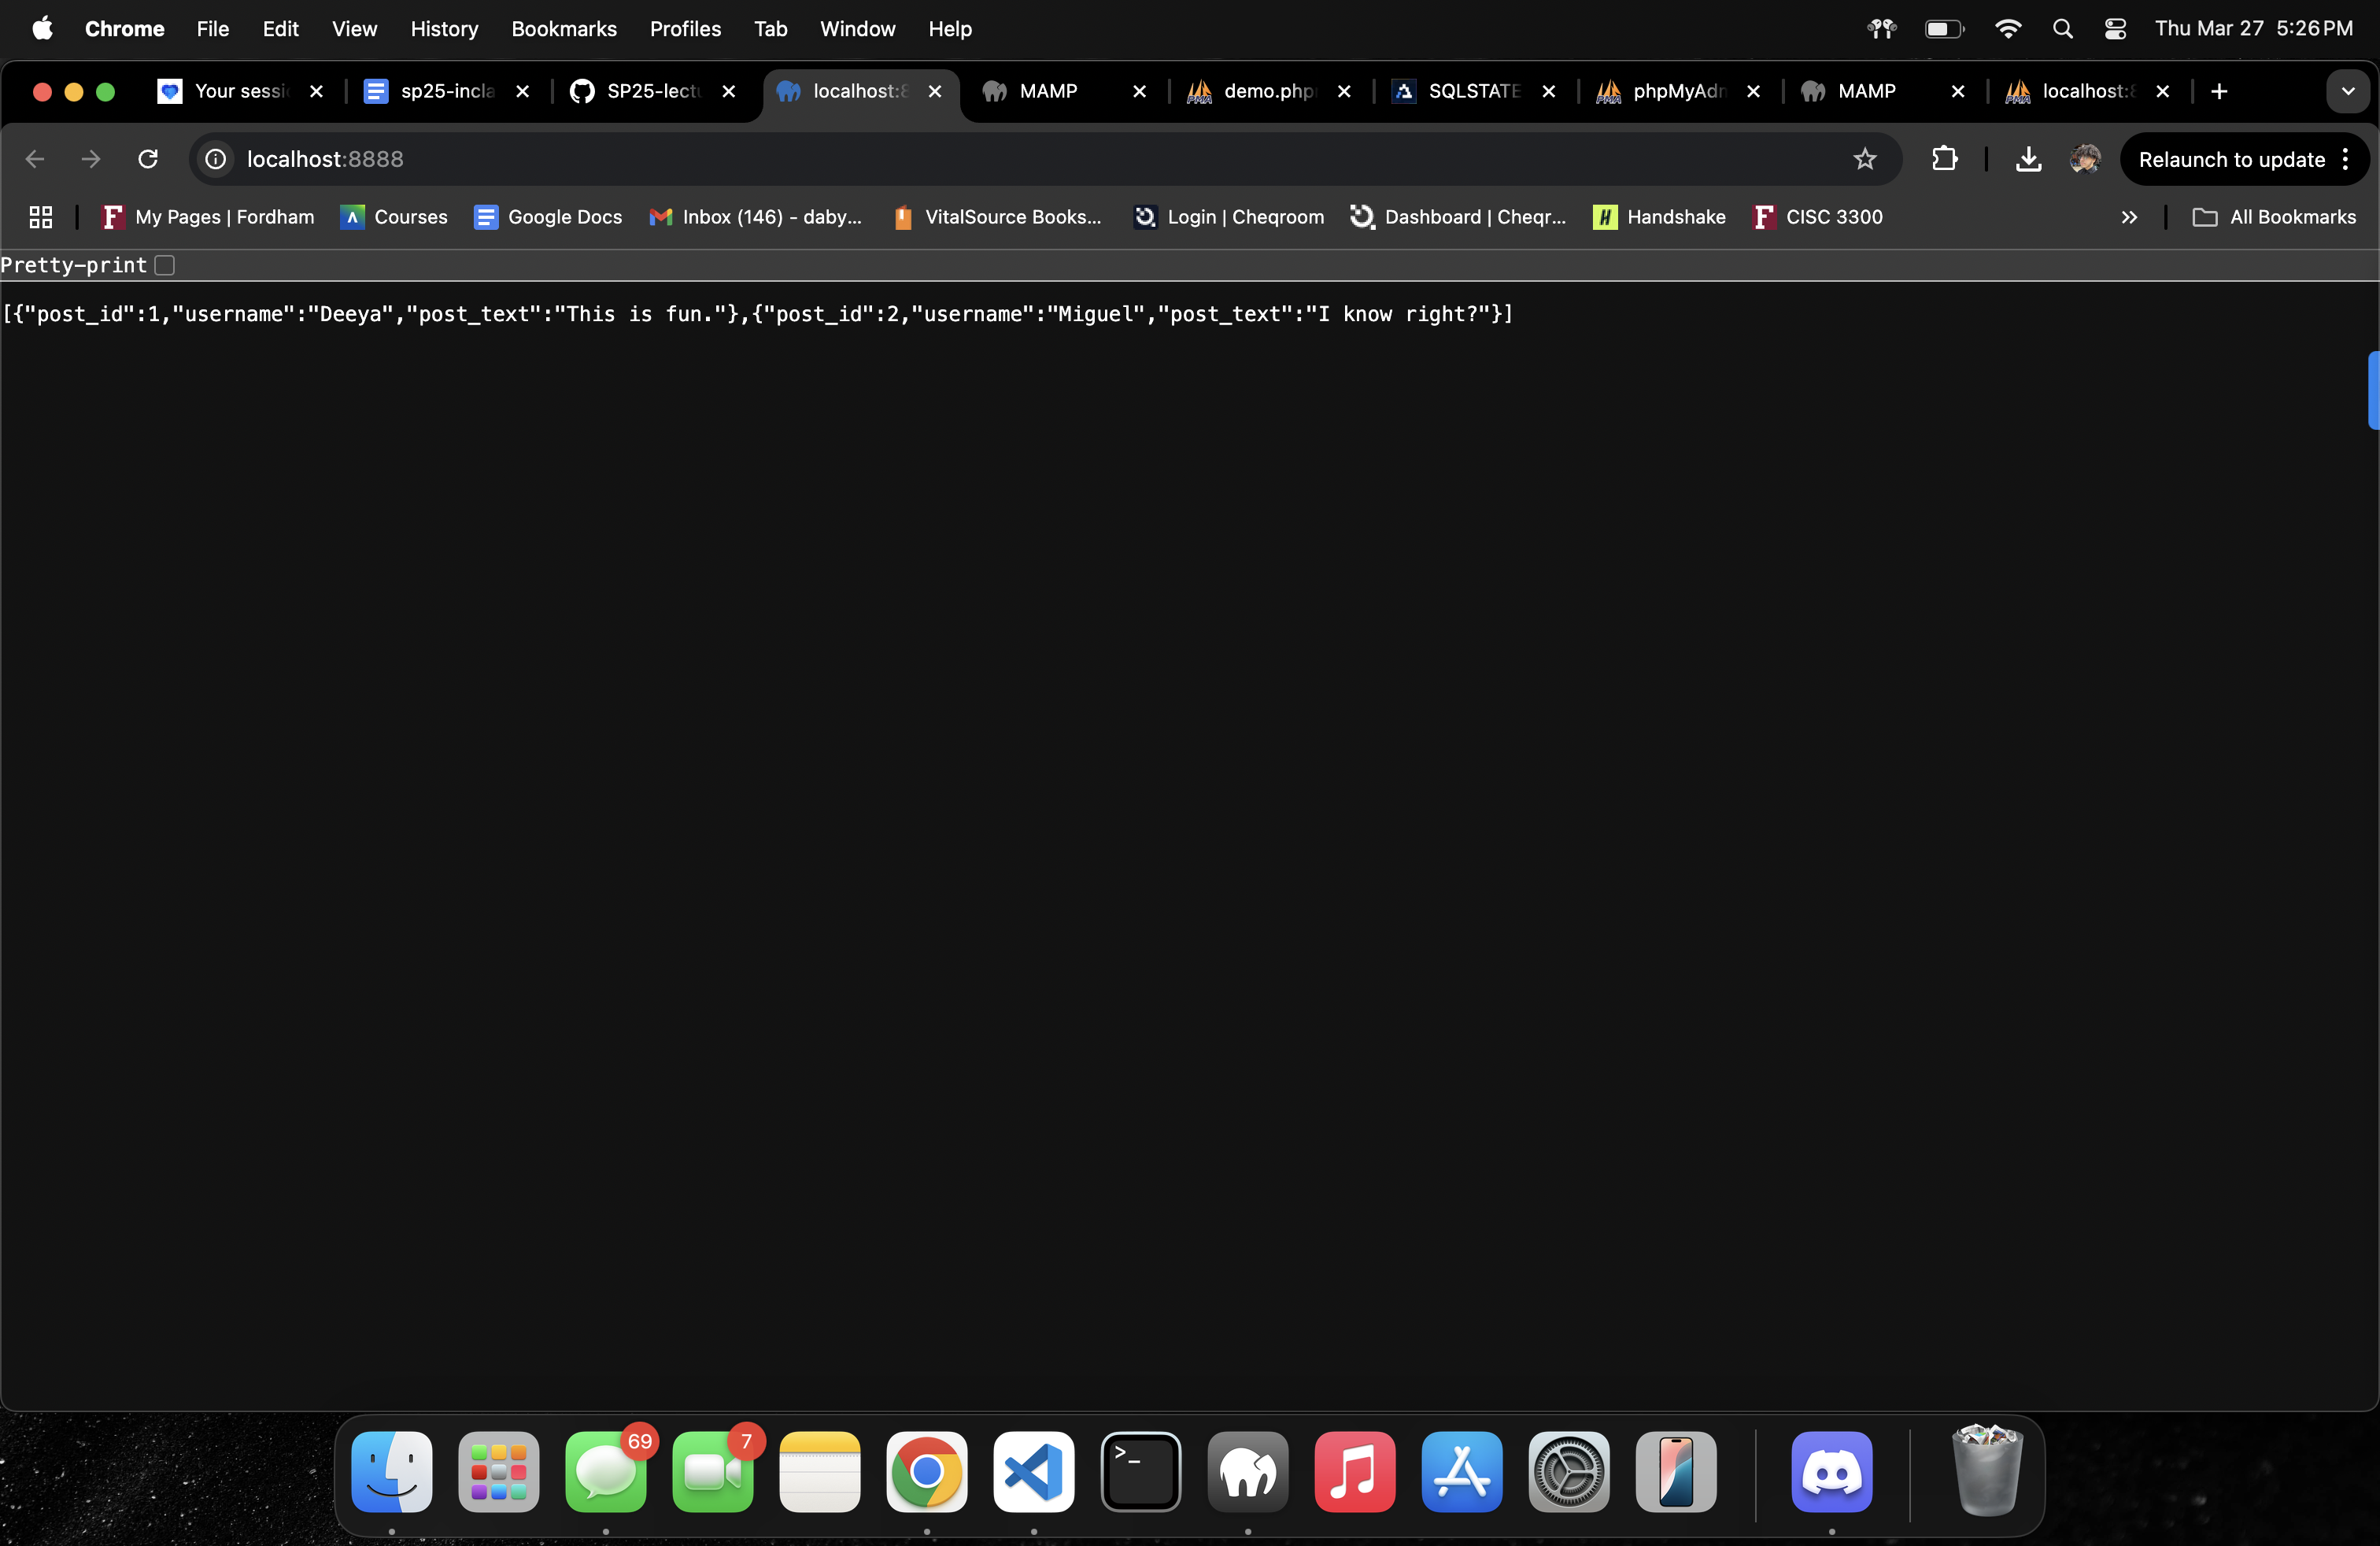 Chrome File Edit View History Bookmarks Profiles Tab Window Help Thu Mar 27 5:26 PM
Your sessi sp25-incla SP25-lectu localhost:8 MAMP demo.php SQLSTATE phpMyAdn MAMP localhost:8
localhost:8888 Relaunch to update
My Pages | Fordham Courses Google Docs Inbox (146) - daby... VitalSource Books... Login | Cheqroom Dashboard | Cheqr... Handshake CISC 3300 All Bookmarks
Pretty-print
[{"post_id":1,"username":"Deeya","post_text":"This is fun."},{"post_id":2,"username":"Miguel","post_text":"I know right?"}]
69 7